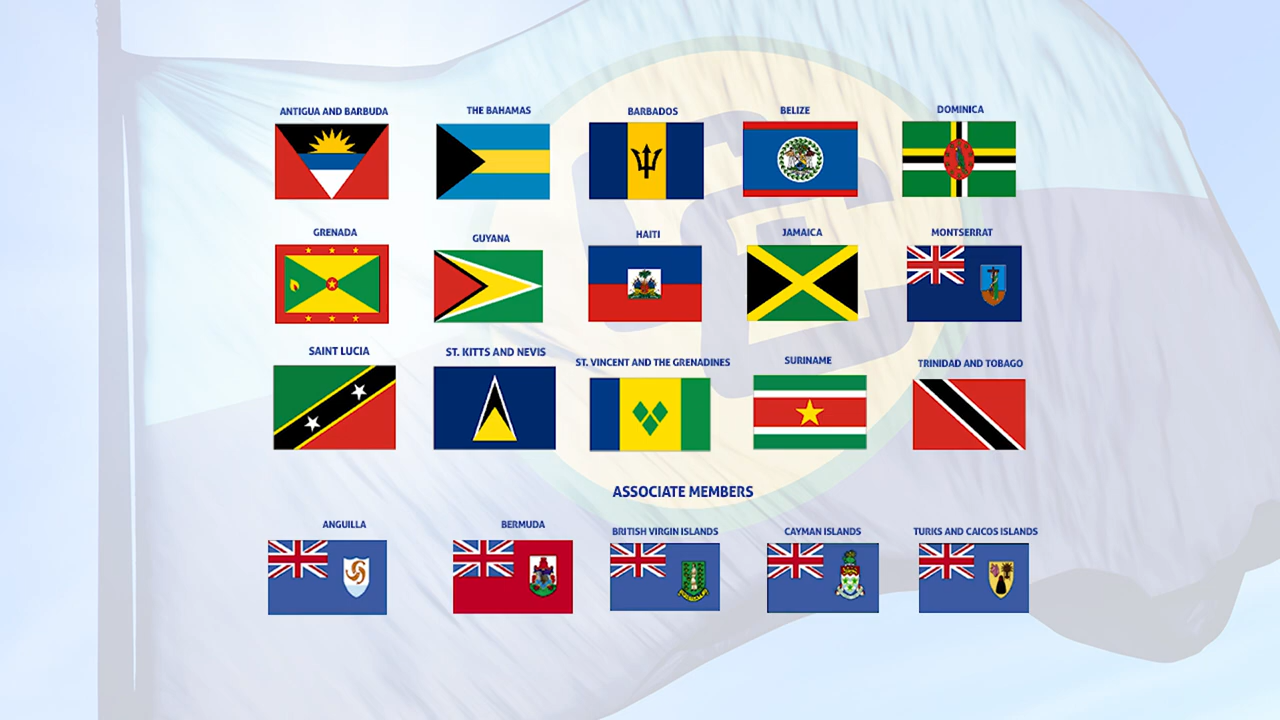 ANTIGUA AND BARBUDA
THE BAHAMAS
BARBADOS
BELIZE
DOMINICA
GRENADA
GUYANA
HAITI
JAMAICA
MONTSERRAT
SAINT LUCIA
ST. KITTS AND NEVIS
ST. VINCENT AND THE GRENADINES
SURINAME
TRINIDAD AND TOBAGO
ASSOCIATE MEMBERS
ANGUILLA
BERMUDA
BRITISH VIRGIN ISLANDS
CAYMAN ISLANDS
TURKS AND CAICOS ISLANDS